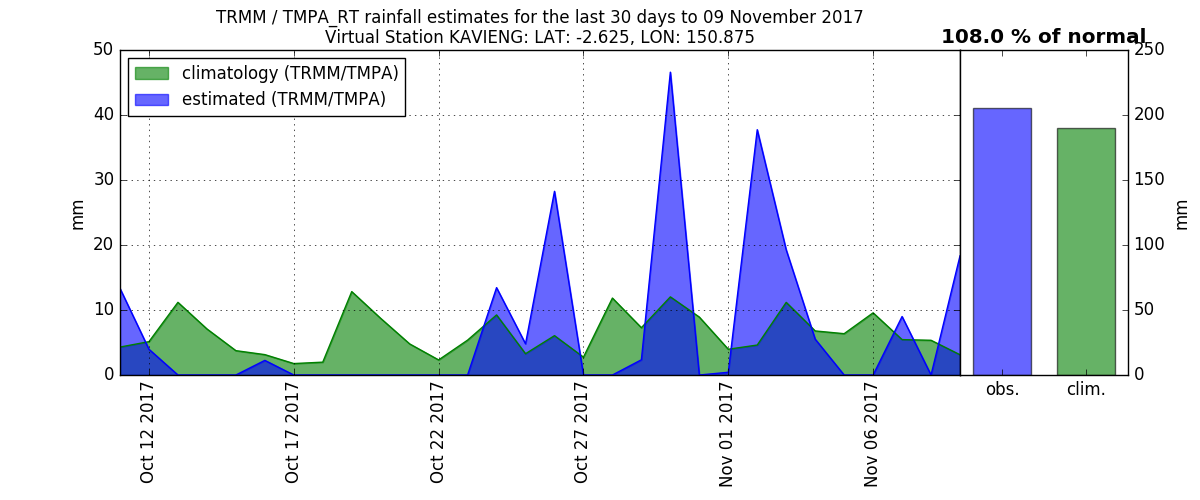 TRMM / TMPA_RT rainfall estimates for the last 30 days to 09 November 2017
Virtual Station KAVIENG: LAT: -2.625, LON: 150.875
108.0 % of normal
climatology (TRMM/TMPA)
estimated (TRMM/TMPA)
50
40
30
20
10
0
mm
Oct 12 2017
Oct 17 2017
Oct 22 2017
Oct 27 2017
Nov 01 2017
Nov 06 2017
obs.
clim.
250
200
150
100
50
0
mm